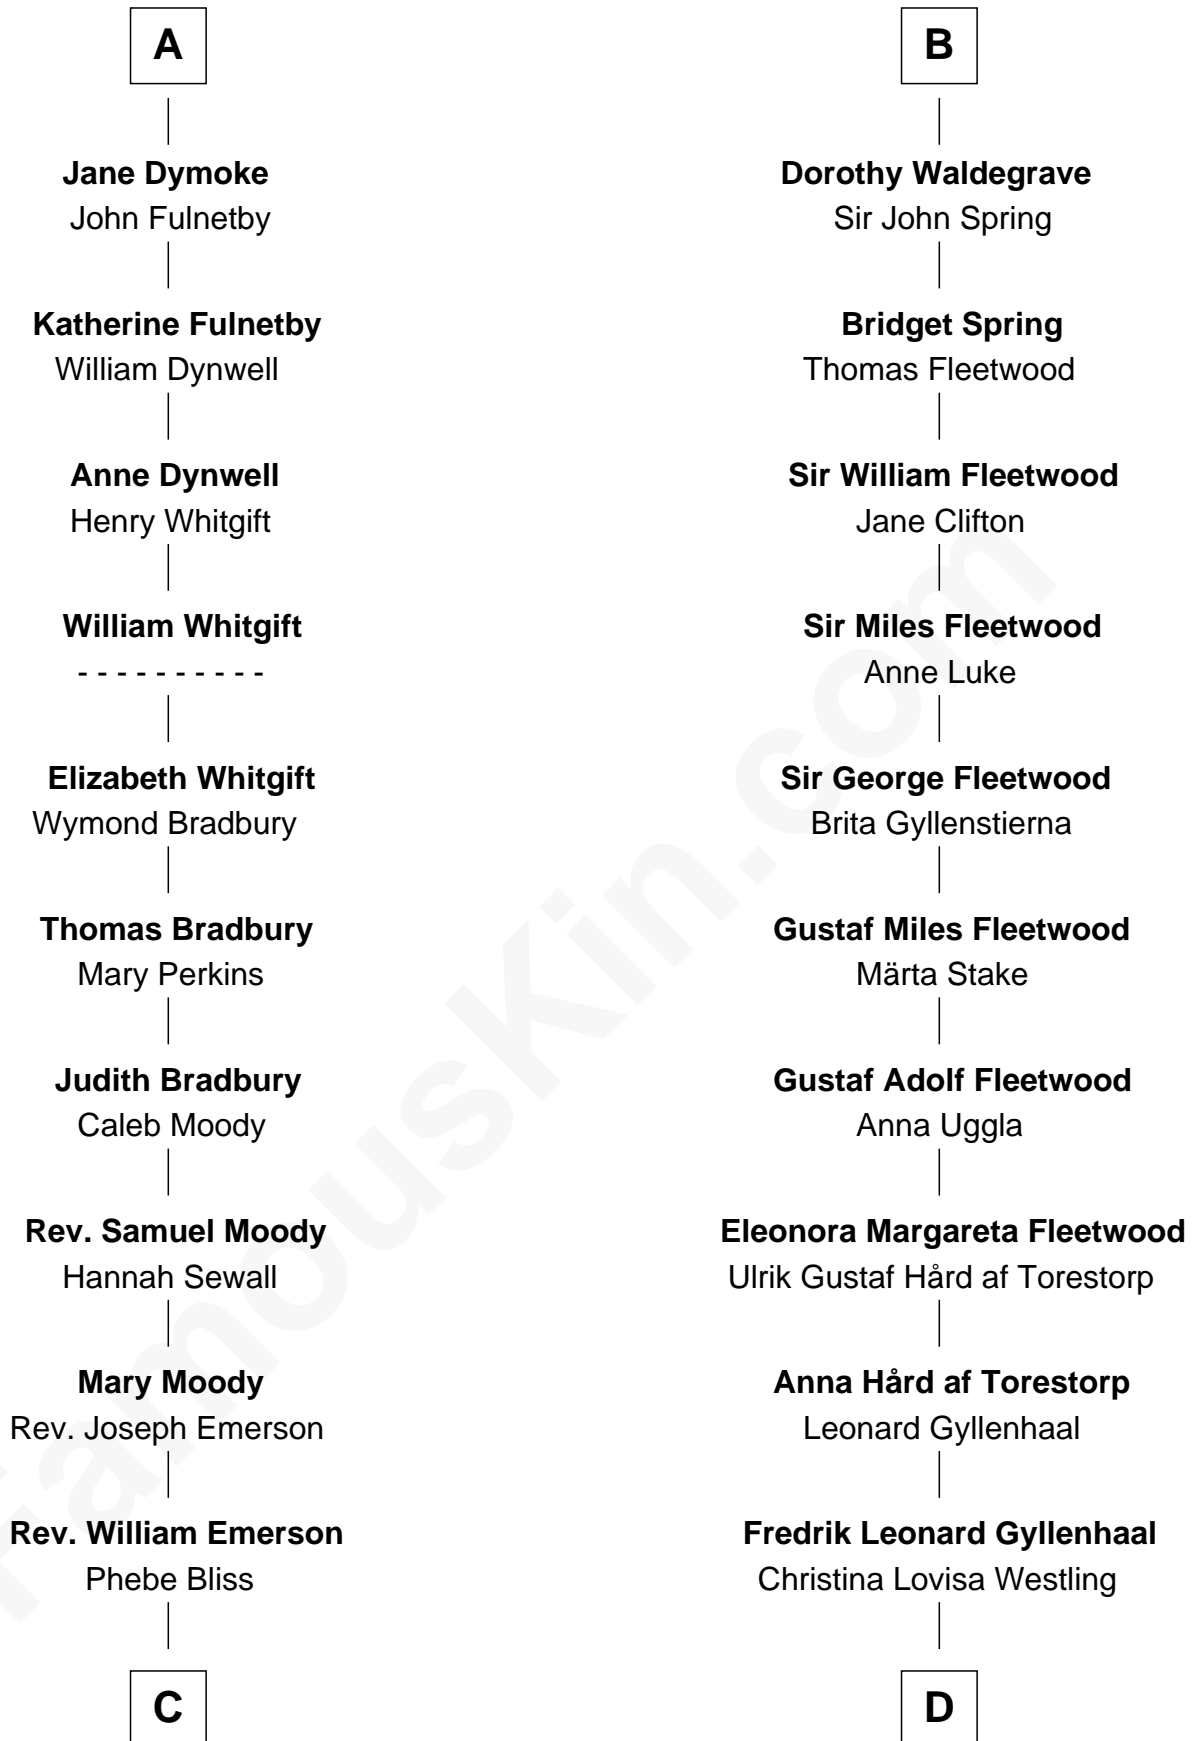 A
Jane Dymoke
John Fulnetby
Katherine Fulnetby
William Dynwell
Anne Dynwell
Henry Whitgift
William Whitgift
- - - - - - - - - -
Elizabeth Whitgift
Wymond Bradbury
Thomas Bradbury
Mary Perkins
Judith Bradbury
Caleb Moody
Rev. Samuel Moody
Hannah Sewall
Mary Moody
Rev. Joseph Emerson
Rev. William Emerson
Phebe Bliss
C
B
Dorothy Waldegrave
Sir John Spring
Bridget Spring
Thomas Fleetwood
Sir William Fleetwood
Jane Clifton
Sir Miles Fleetwood
Anne Luke
Sir George Fleetwood
Brita Gyllenstierna
Gustaf Miles Fleetwood
Märta Stake
Gustaf Adolf Fleetwood
Anna Uggla
Eleonora Margareta Fleetwood
Ulrik Gustaf Hård af Torestorp
Anna Hård af Torestorp
Leonard Gyllenhaal
Fredrik Leonard Gyllenhaal
Christina Lovisa Westling
D
FamousKin.com